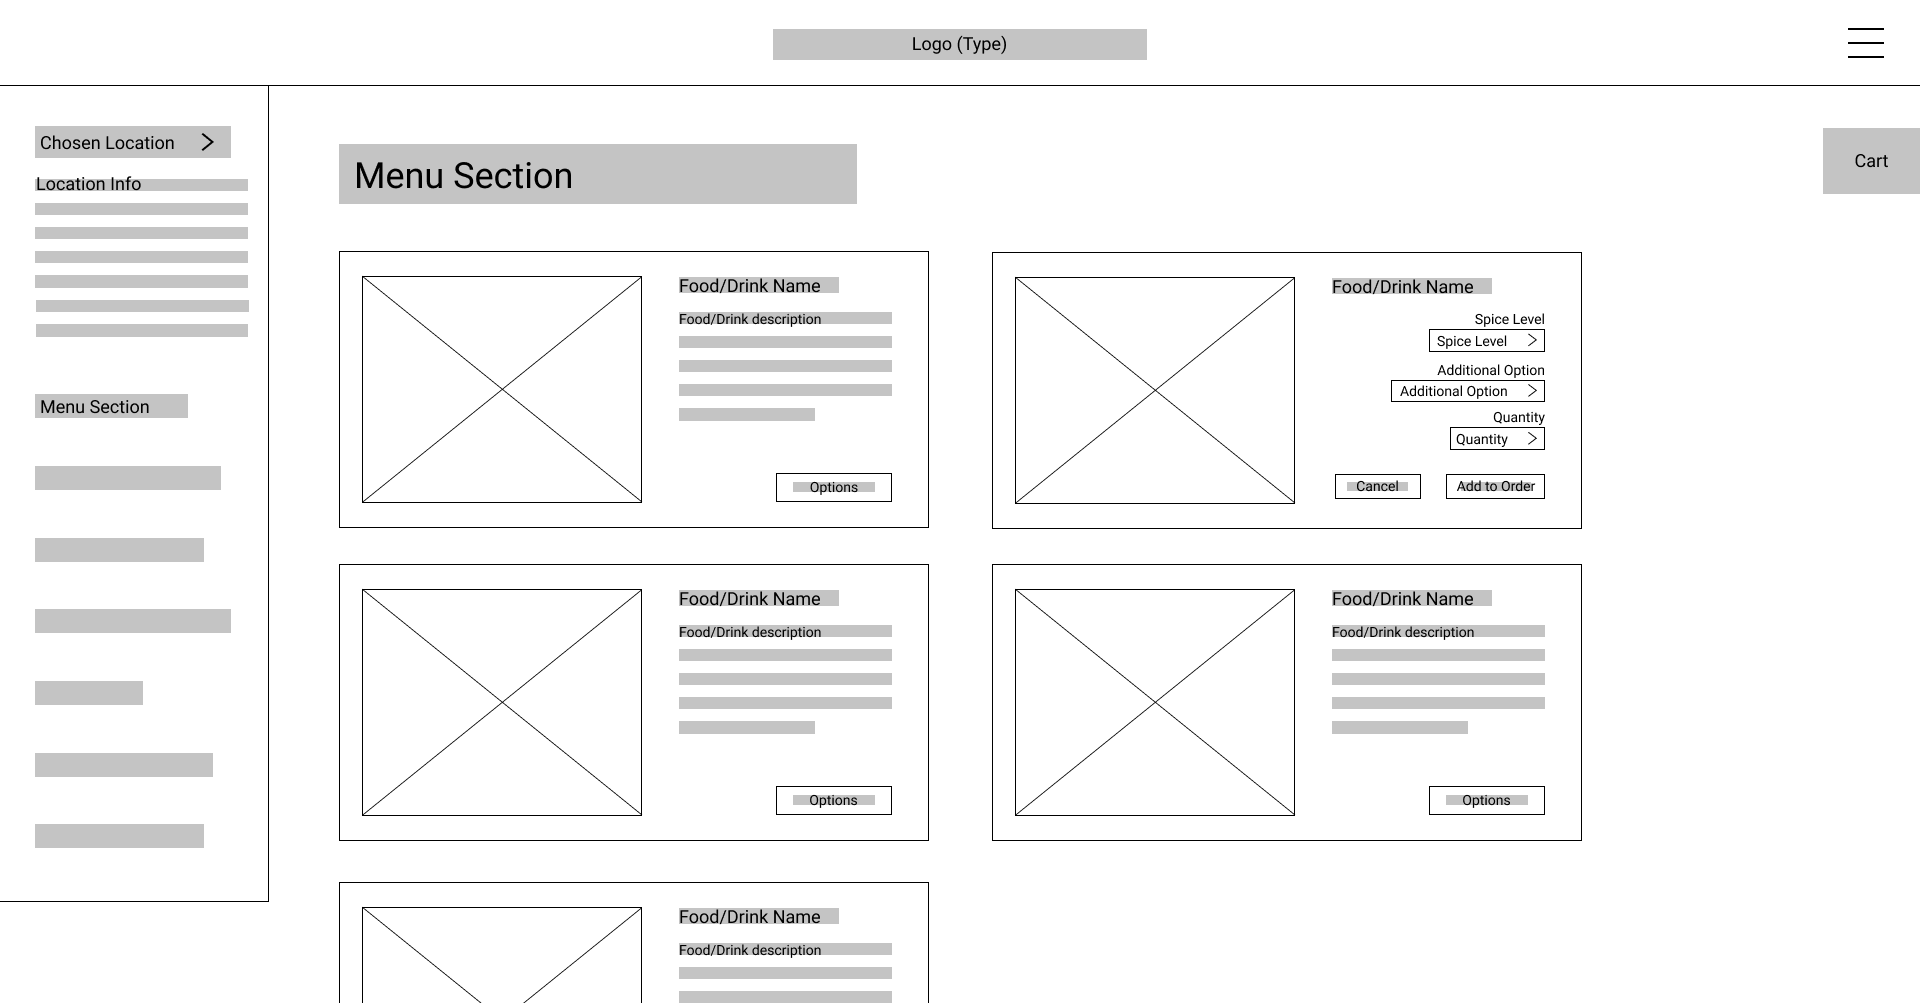 Logo (Type)
Chosen Location
Location Info
Menu Section
Menu Section
Cart
Food/Drink Name
Food/Drink description
Options
Food/Drink Name
Spice Level
Spice Level
Additional Option
Additional Option
Quantity
Quantity
Cancel
Add to Order
Food/Drink Name
Food/Drink description
Options
Food/Drink Name
Food/Drink description
Options
Food/Drink Name
Food/Drink description